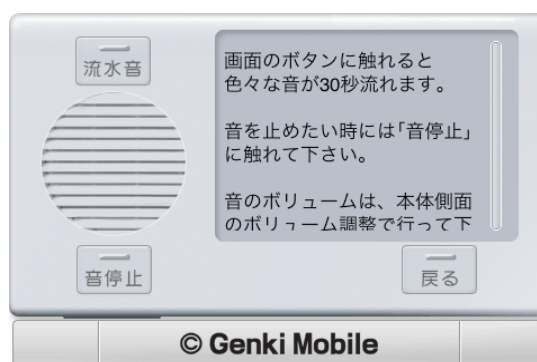 流水音
画面のボタンに触れると
色々な音が30秒流れます。
音を止めたい時には「音停止」
に触れて下さい。
音のボリュームは、本体側面
のボリューム調整で行って下
音停止
戻る
© Genki Mobile